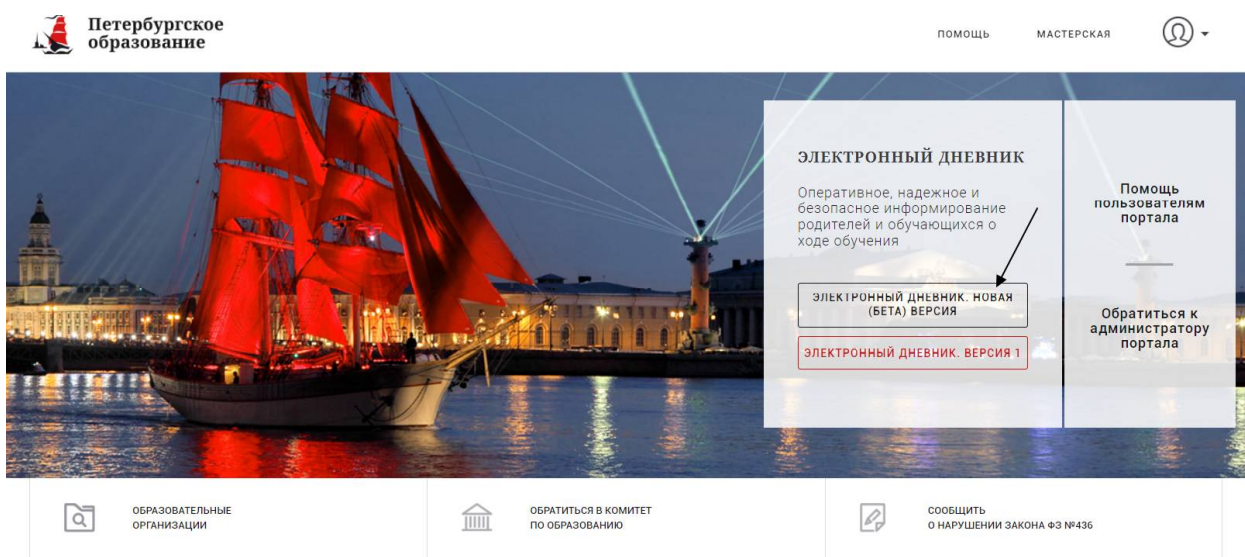 Петербургское
образование
ПОМОЩЬ
МАСТЕРСКАЯ
ЭЛЕКТРОННЫЙ ДНЕВНИК
Оперативное, надежное и
безопасное информирование
родителей и обучающихся о
ходе обучения
ЭЛЕКТРОННЫЙ ДНЕВНИК. НОВАЯ
(БЕТА) ВЕРСИЯ
ЭЛЕКТРОННЫЙ ДНЕВНИК. ВЕРСИЯ 1
Помощь
пользователям
портала
Обратиться к
администратору
портала
ОБРАЗОВАТЕЛЬНЫЕ
ОРГАНИЗАЦИИ
ОБРАТИТЬСЯ В КОМИТЕТ
ПО ОБРАЗОВАНИЮ
СООБЩИТЬ
О НАРУШЕНИИ ЗАКОНА ФЗ №436